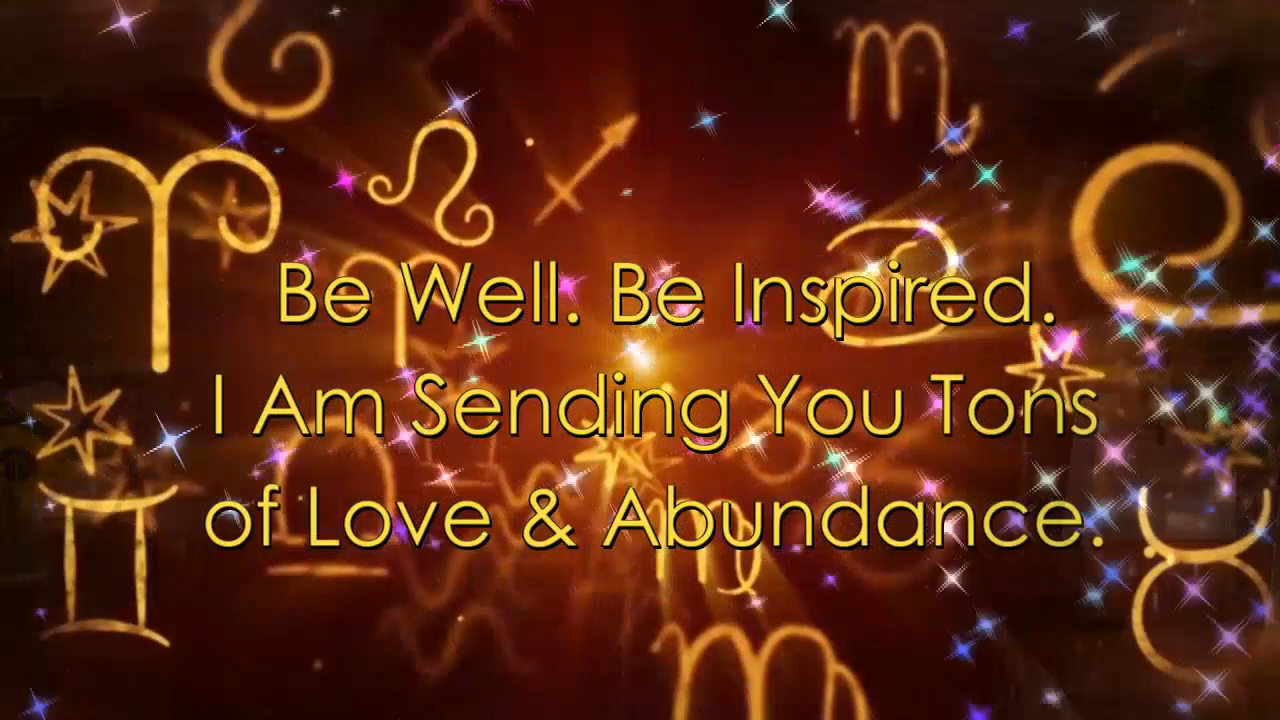 Be Well. Be Inspired.
I Am Sending You Tons
of Love & Abundance.